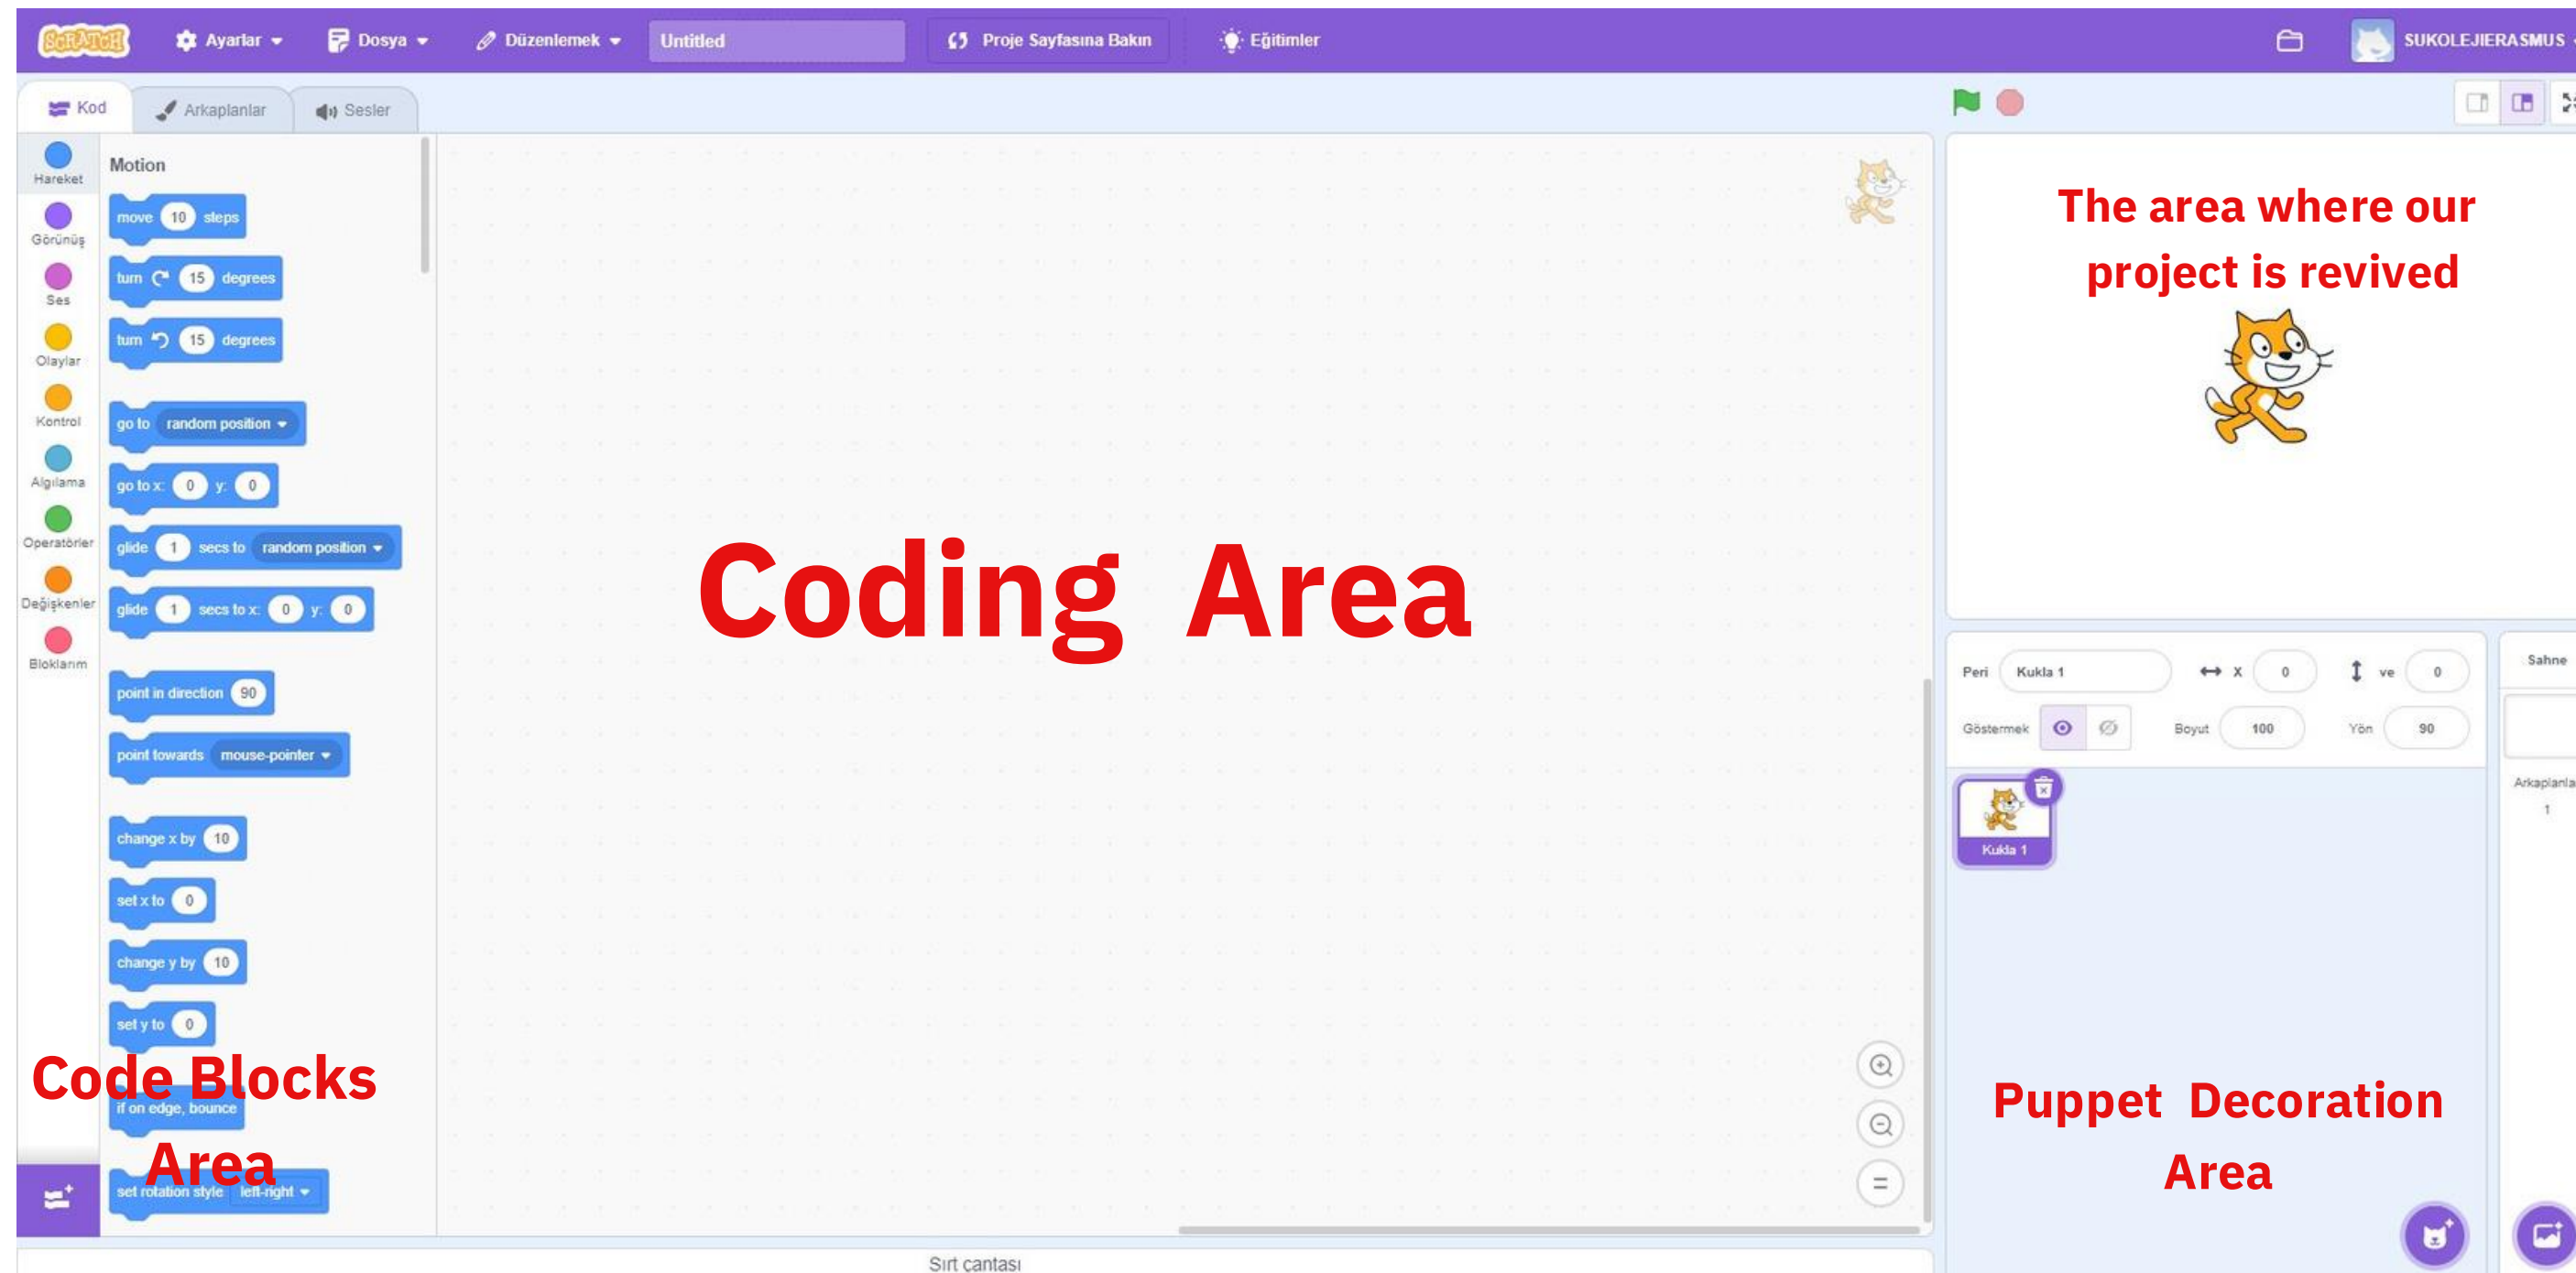 SCRATCH
Ayarlar
Dosya
Düzenlemek
Untitled
Proje Sayfasına Bakın
Eğitimler
SUKOLEJIERASMUS
Kod
Arkaplanlar
Sesler
Hareket
Görünüş
Ses
Olaylar
Kontrol
Algılama
Operatörler
Değişkenler
Bloklarım
Motion
move 10 steps
turn 15 degrees
turn 15 degrees
go to random position
go to x: 0 y: 0
glide 1 secs to random position
glide 1 secs to x: 0 y: 0
point in direction 90
point towards mouse-pointer
change x by 10
set x to 0
change y by 10
set y to 0
if on edge, bounce
set rotation style left-right
Code Blocks
Area
Coding Area
Sırt çantası
The area where our
project is revived
Peri Kukla 1 x 0 ve 0
Göstermek Boyut 100 Yön 90
Kukla 1
Puppet Decoration
Area
Sahne
Arkaplanla
1